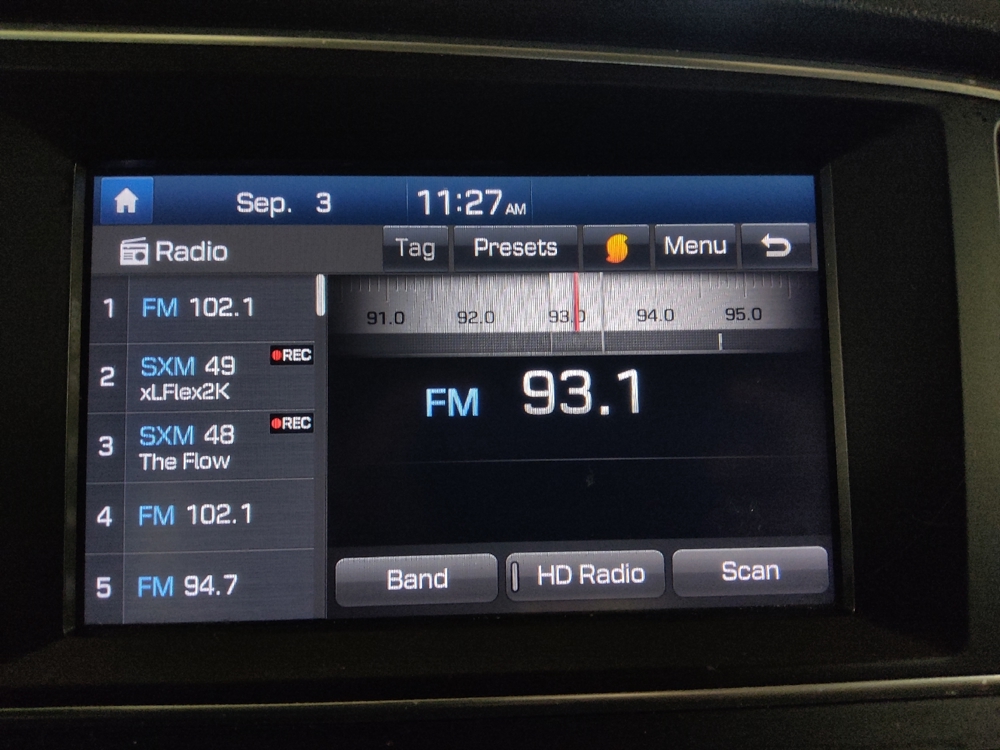 Sep. 3 11:27 AM
Radio Tag Presets Menu
1 FM 102.1
2 SXM 49 REC
xLFlex2K
3 SXM 48 REC
The Flow
4 FM 102.1
5 FM 94.7
91.0 92.0 93.0 94.0 95.0
FM 93.1
Band HD Radio Scan